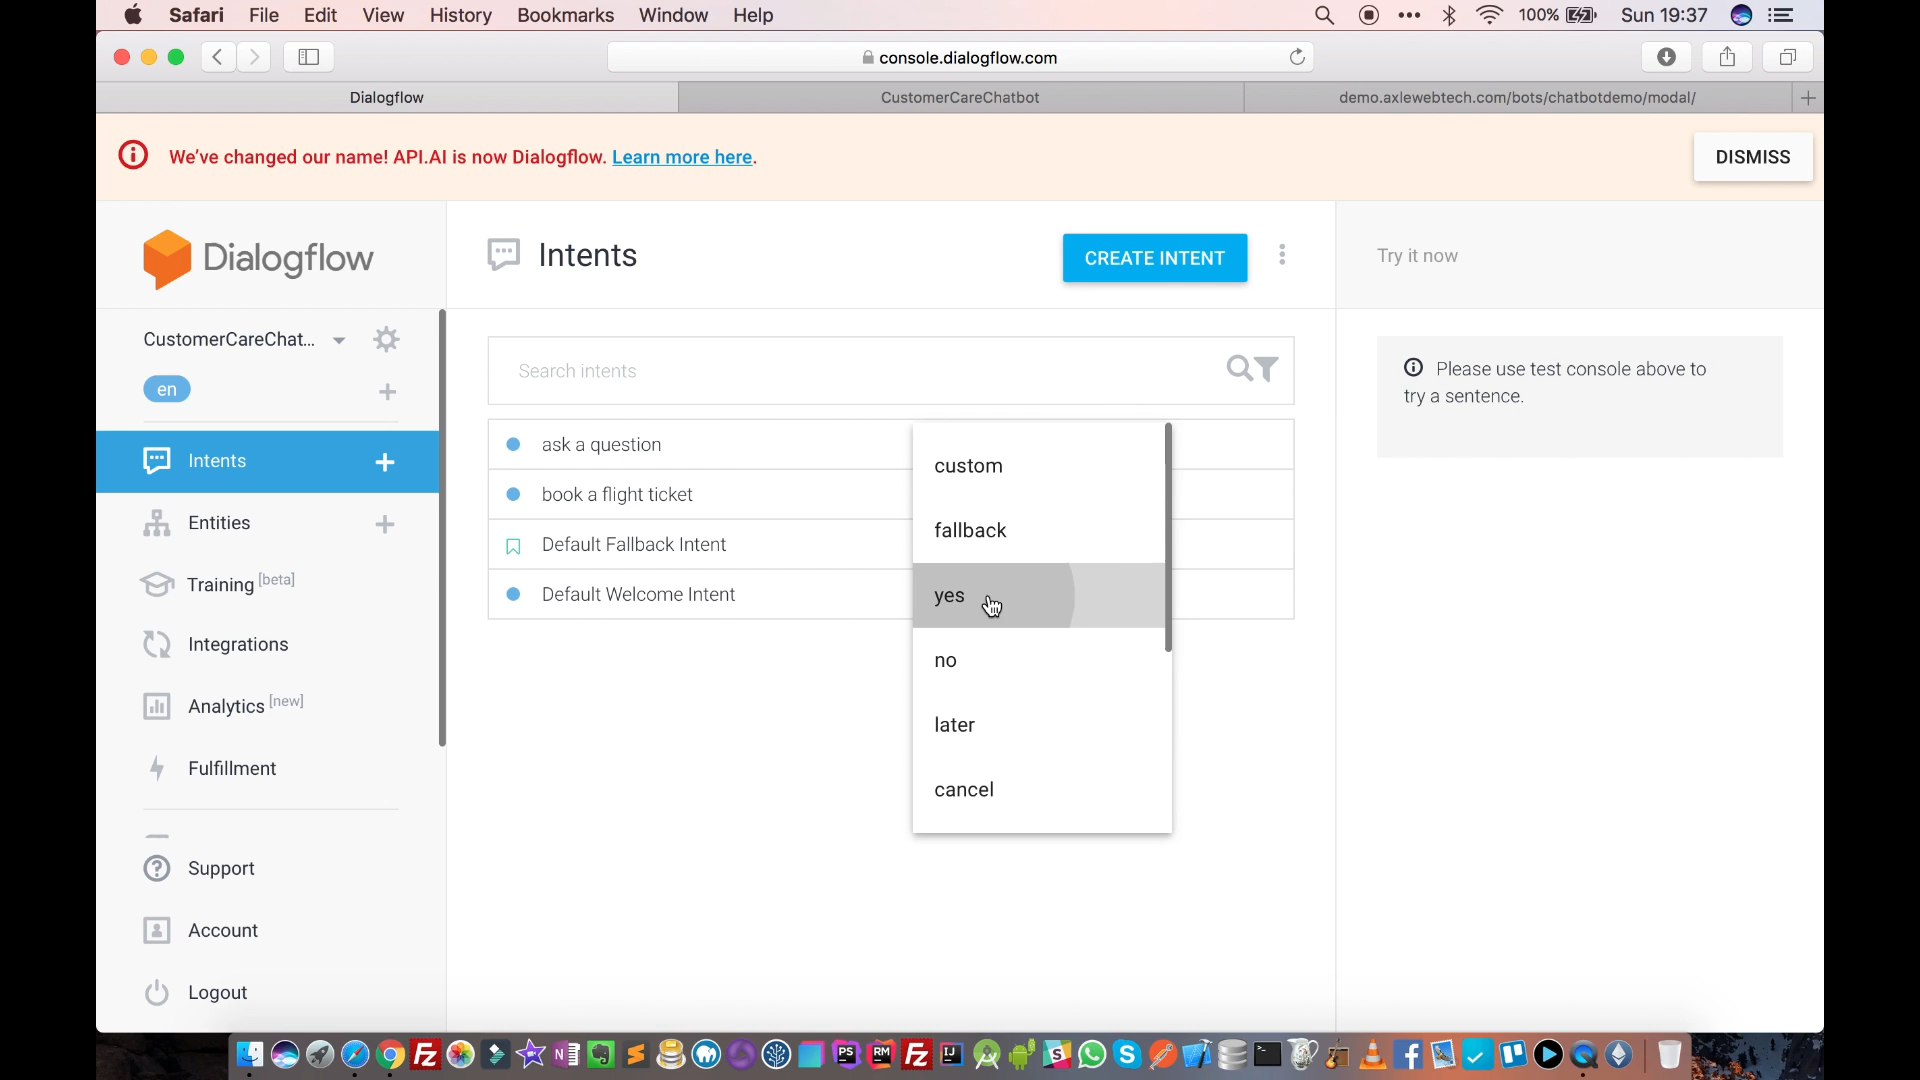 Safari File Edit View History Bookmarks Window Help
100% Sun 19:37
console.dialogflow.com
Dialogflow
CustomerCareChatbot
demo.axlewebtech.com/bots/chatbotdemo/modal/
We've changed our name! API.AI is now Dialogflow. Learn more here.
DISMISS
Dialogflow
Intents
CREATE INTENT
Try it now
CustomerCareChat...
en
Search intents
Please use test console above to
try a sentence.
Intents
Entities
Training [beta]
Integrations
Analytics [new]
Fulfillment
Support
Account
Logout
ask a question
book a flight ticket
Default Fallback Intent
Default Welcome Intent
custom
fallback
yes
no
later
cancel
PS
RM
IJ